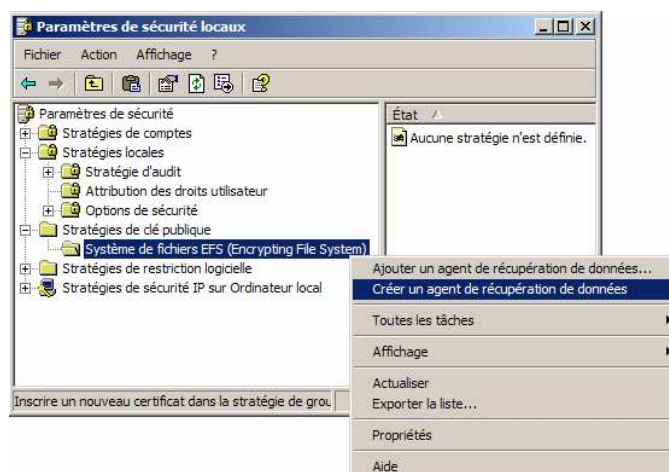 Paramètres de sécurité locaux
Fichier Action Affichage ?
Paramètres de sécurité
Stratégies de comptes
Stratégies locales
Stratégie d'audit
Attribution des droits utilisateur
Options de sécurité
Stratégies de clé publique
Système de fichiers EFS (Encrypting File System)
Stratégies de restriction logicielle
Stratégies de sécurité IP sur Ordinateur local
État
Aucune stratégie n'est définie.
Ajouter un agent de récupération de données...
Créer un agent de récupération de données
Toutes les tâches
Affichage
Actualiser
Exporter la liste...
Propriétés
Aide
Inscrire un nouveau certificat dans la stratégie de grou